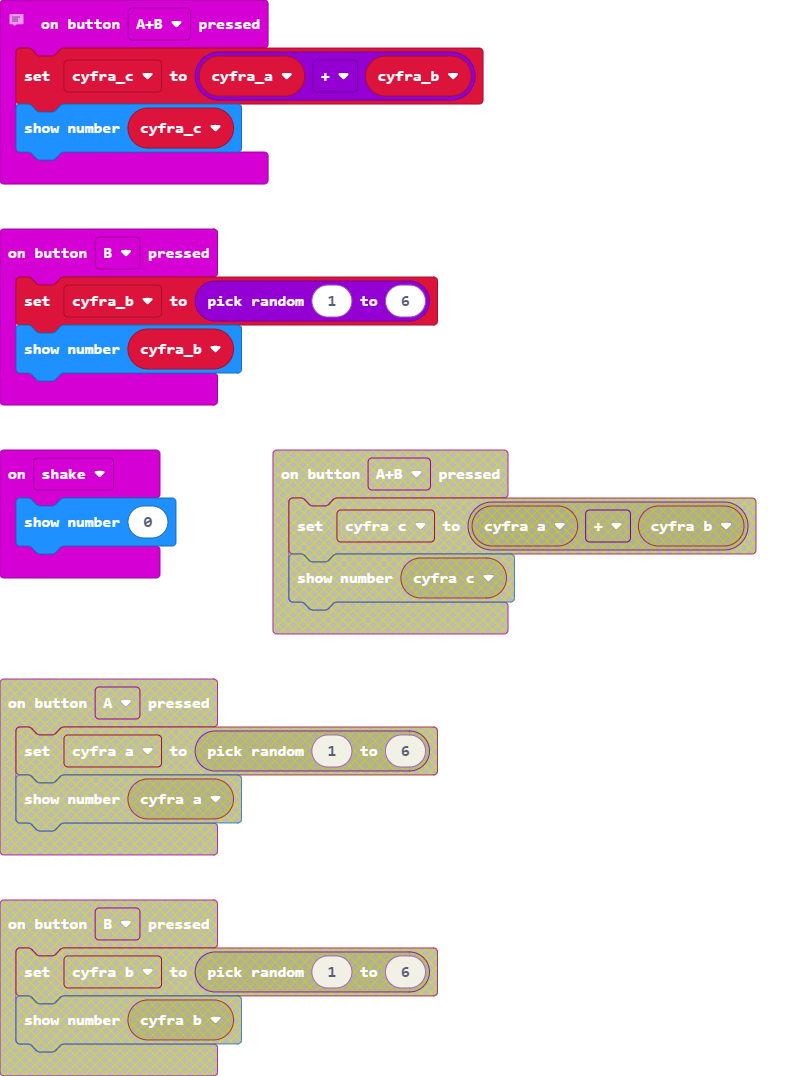 on button A+B pressed
set cyfra_c to cyfra_a + cyfra_b
show number cyfra_c
on button B pressed
set cyfra_b to pick random 1 to 6
show number cyfra_b
on shake
show number 0
on button A+B pressed
set cyfra c to cyfra a + cyfra b
show number cyfra c
on button A pressed
set cyfra a to pick random 1 to 6
show number cyfra a
on button B pressed
set cyfra b to pick random 1 to 6
show number cyfra b